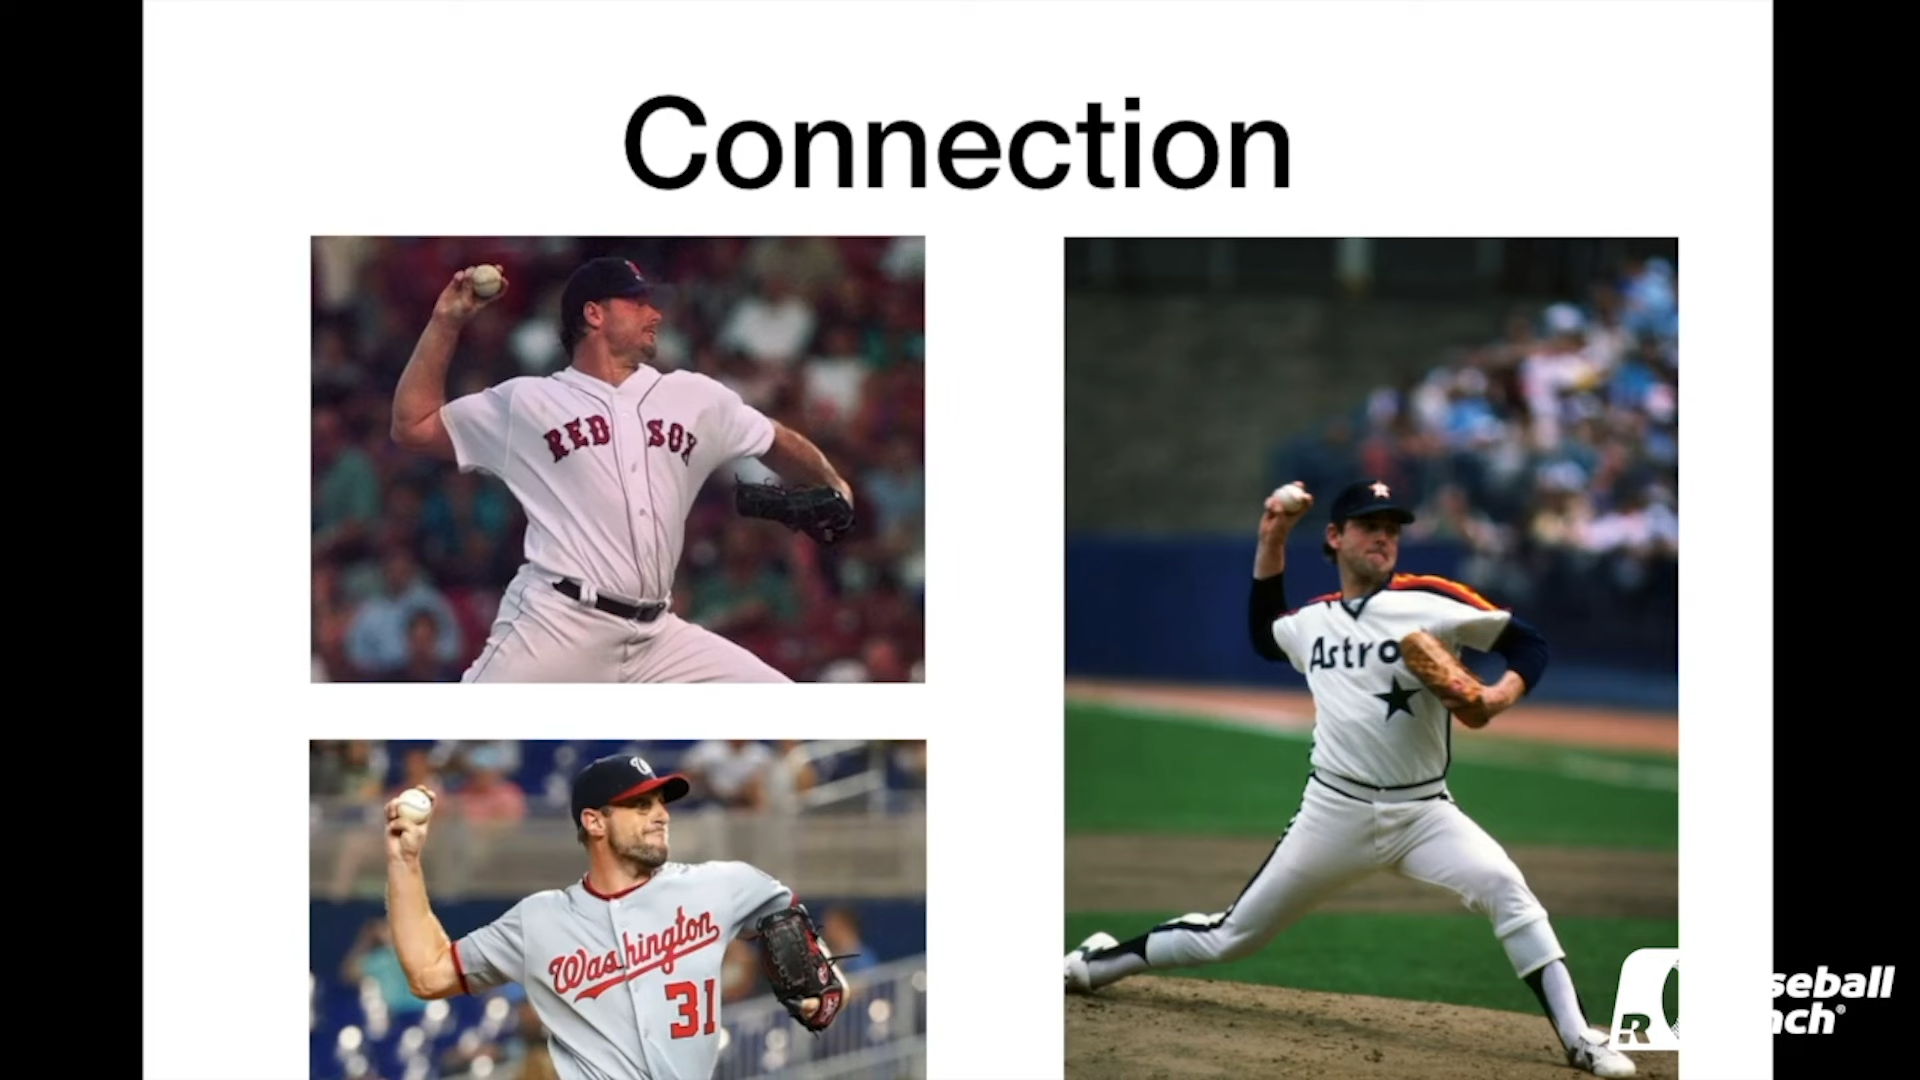 Connection
RED SOX
Astro
Washington
31
R
seball
nch®